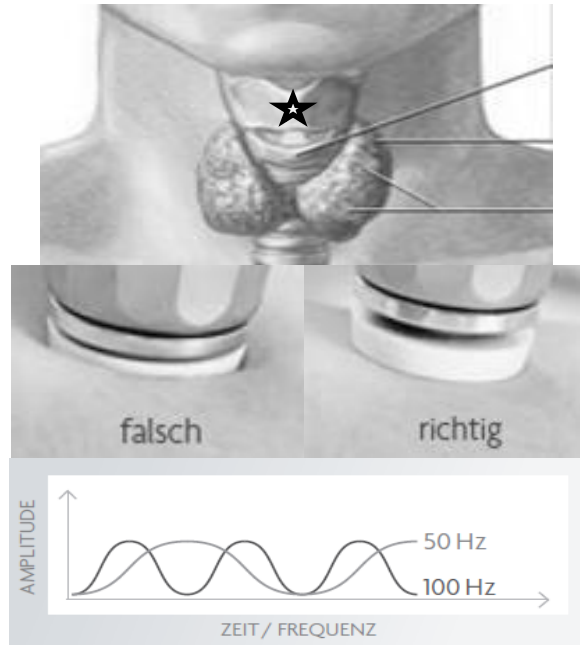 falsch
richtig
AMPLITUDE
50 Hz
100 Hz
ZEIT / FREQUENZ